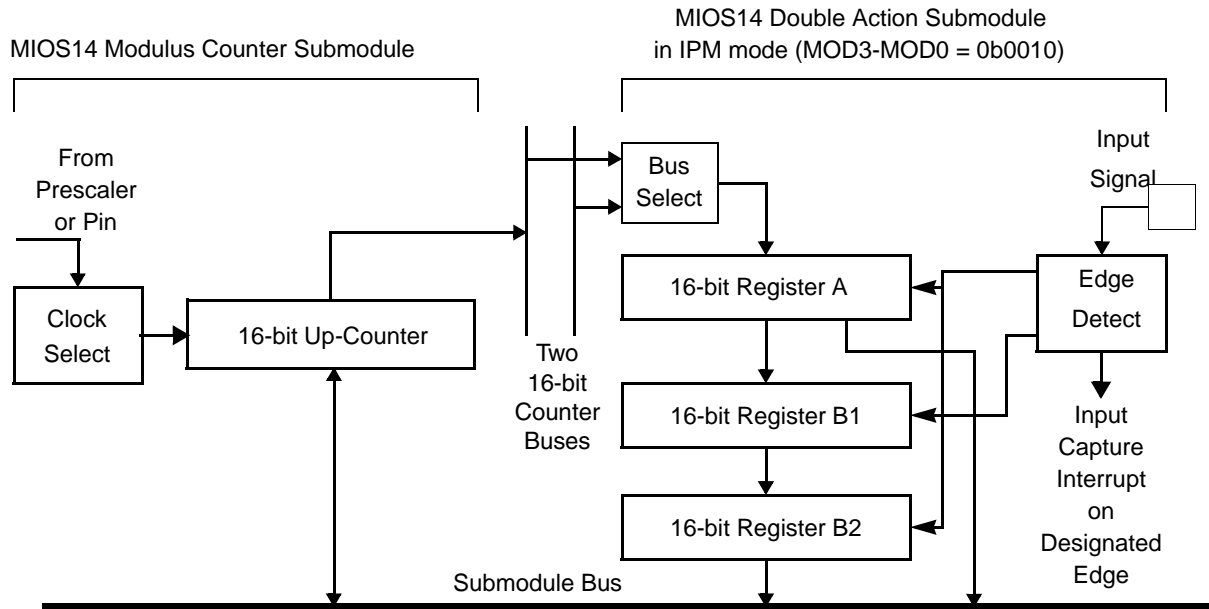 MIOS14 Double Action Submodule
in IPM mode (MOD3-MOD0 = 0b0010)
MIOS14 Modulus Counter Submodule
From
Prescaler
or Pin
Clock
Select
16-bit Up-Counter
Two
16-bit
Counter
Buses
Bus
Select
16-bit Register A
16-bit Register B1
16-bit Register B2
Input
Signal
Edge
Detect
Input
Capture
Interrupt
on
Designated
Edge
Submodule Bus